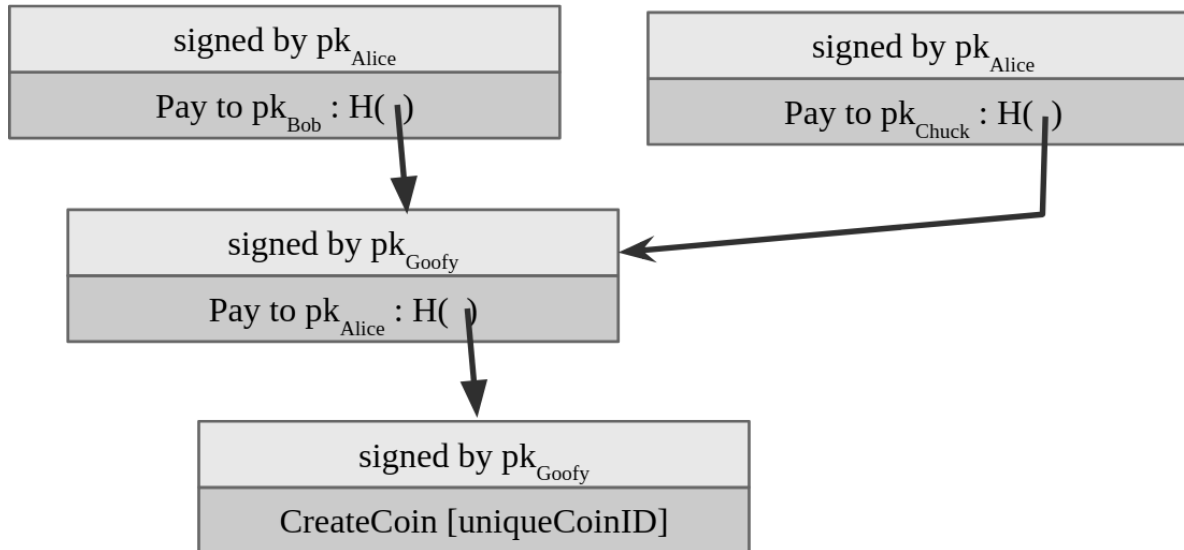 signed by pk_Alice
Pay to pk_Bob : H( )
signed by pk_Alice
Pay to pk_Chuck : H( )
signed by pk_Goofy
Pay to pk_Alice : H( )
signed by pk_Goofy
CreateCoin [uniqueCoinID]